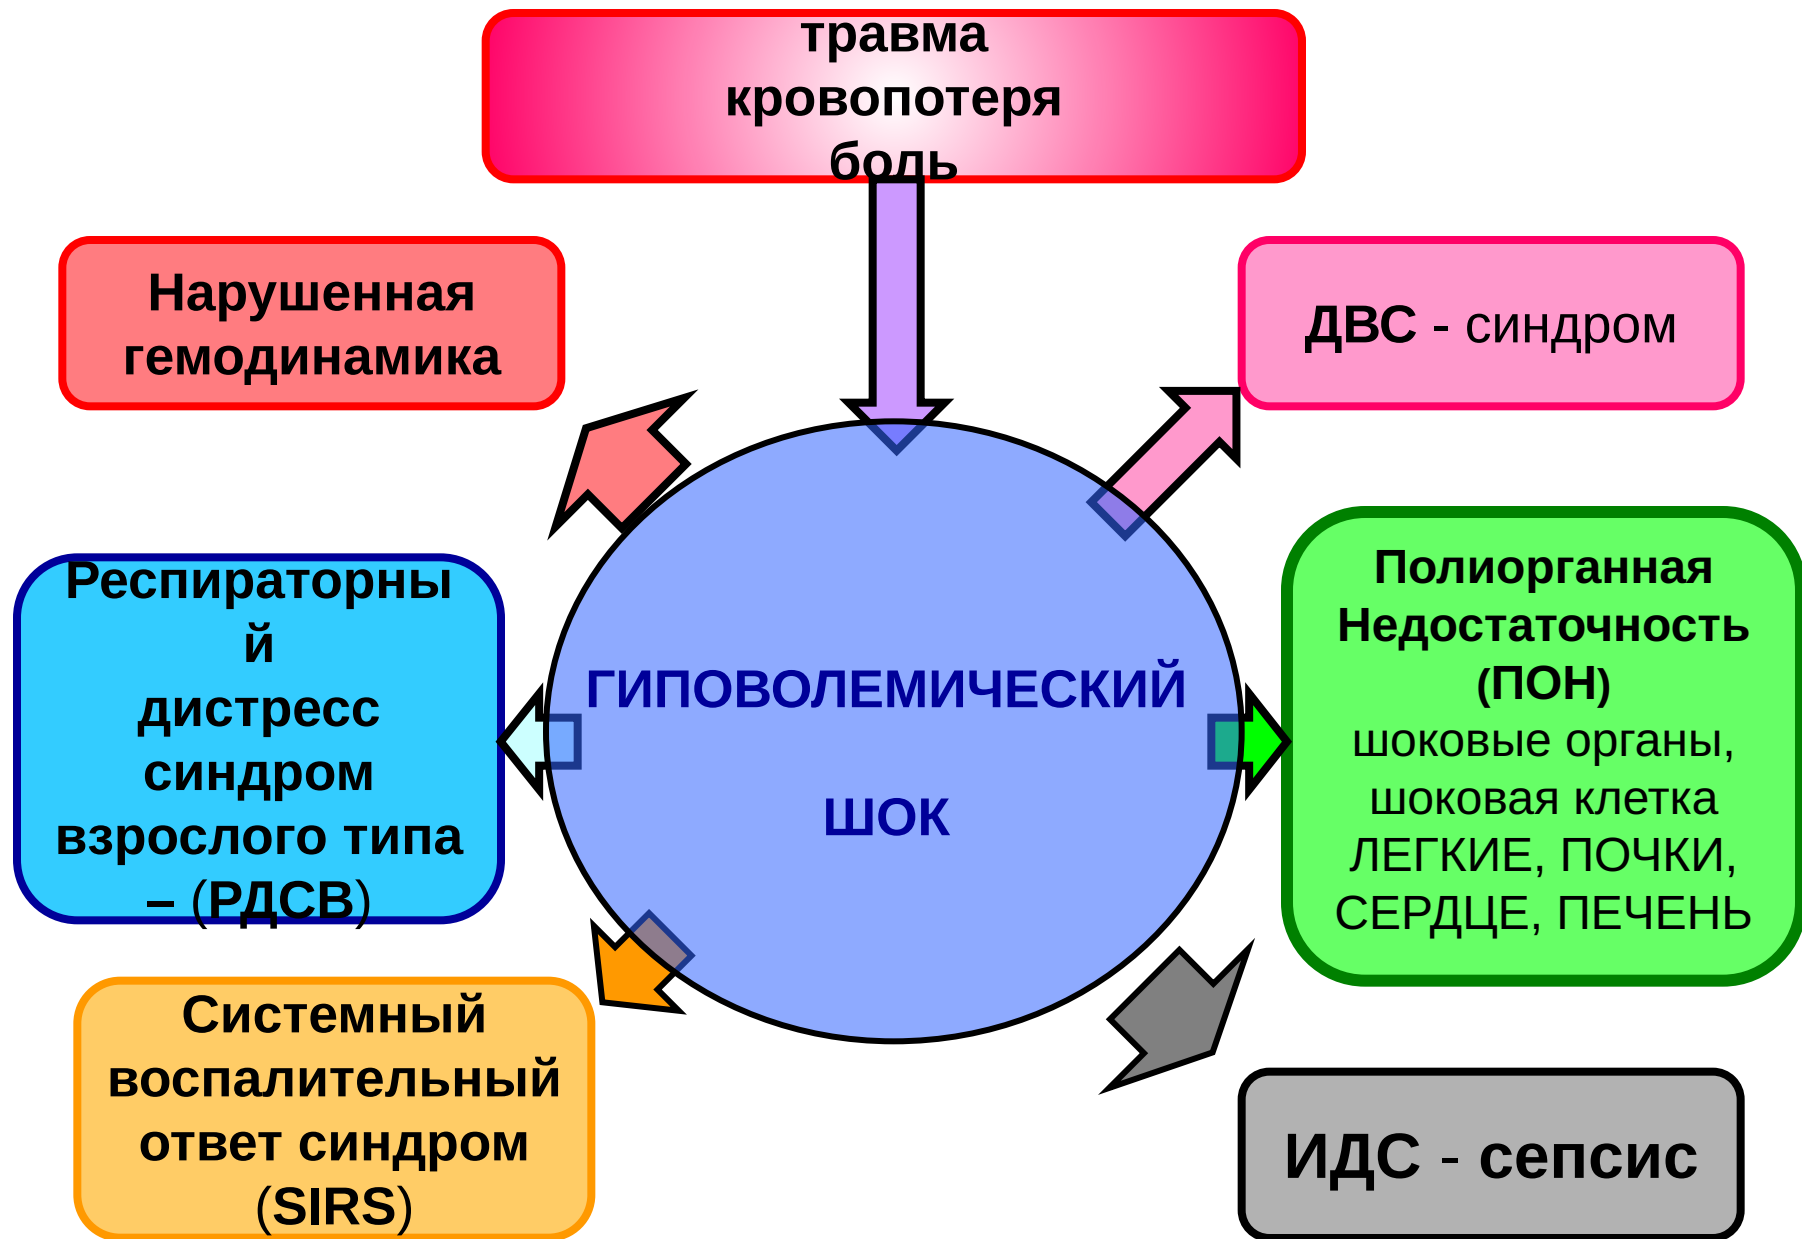 травма
кровопотеря
боль
Нарушенная
гемодинамика
ДВС - синдром
Респираторны
й
дистресс
синдром
взрослого типа
– (РДСВ)
ГИПОВОЛЕМИЧЕСКИЙ
ШОК
Полиорганная
Недостаточность
(ПОН)
шоковые органы,
шоковая клетка
ЛЕГКИЕ, ПОЧКИ,
СЕРДЦЕ, ПЕЧЕНЬ
Системный
воспалительный
ответ синдром
(SIRS)
ИДС - сепсис